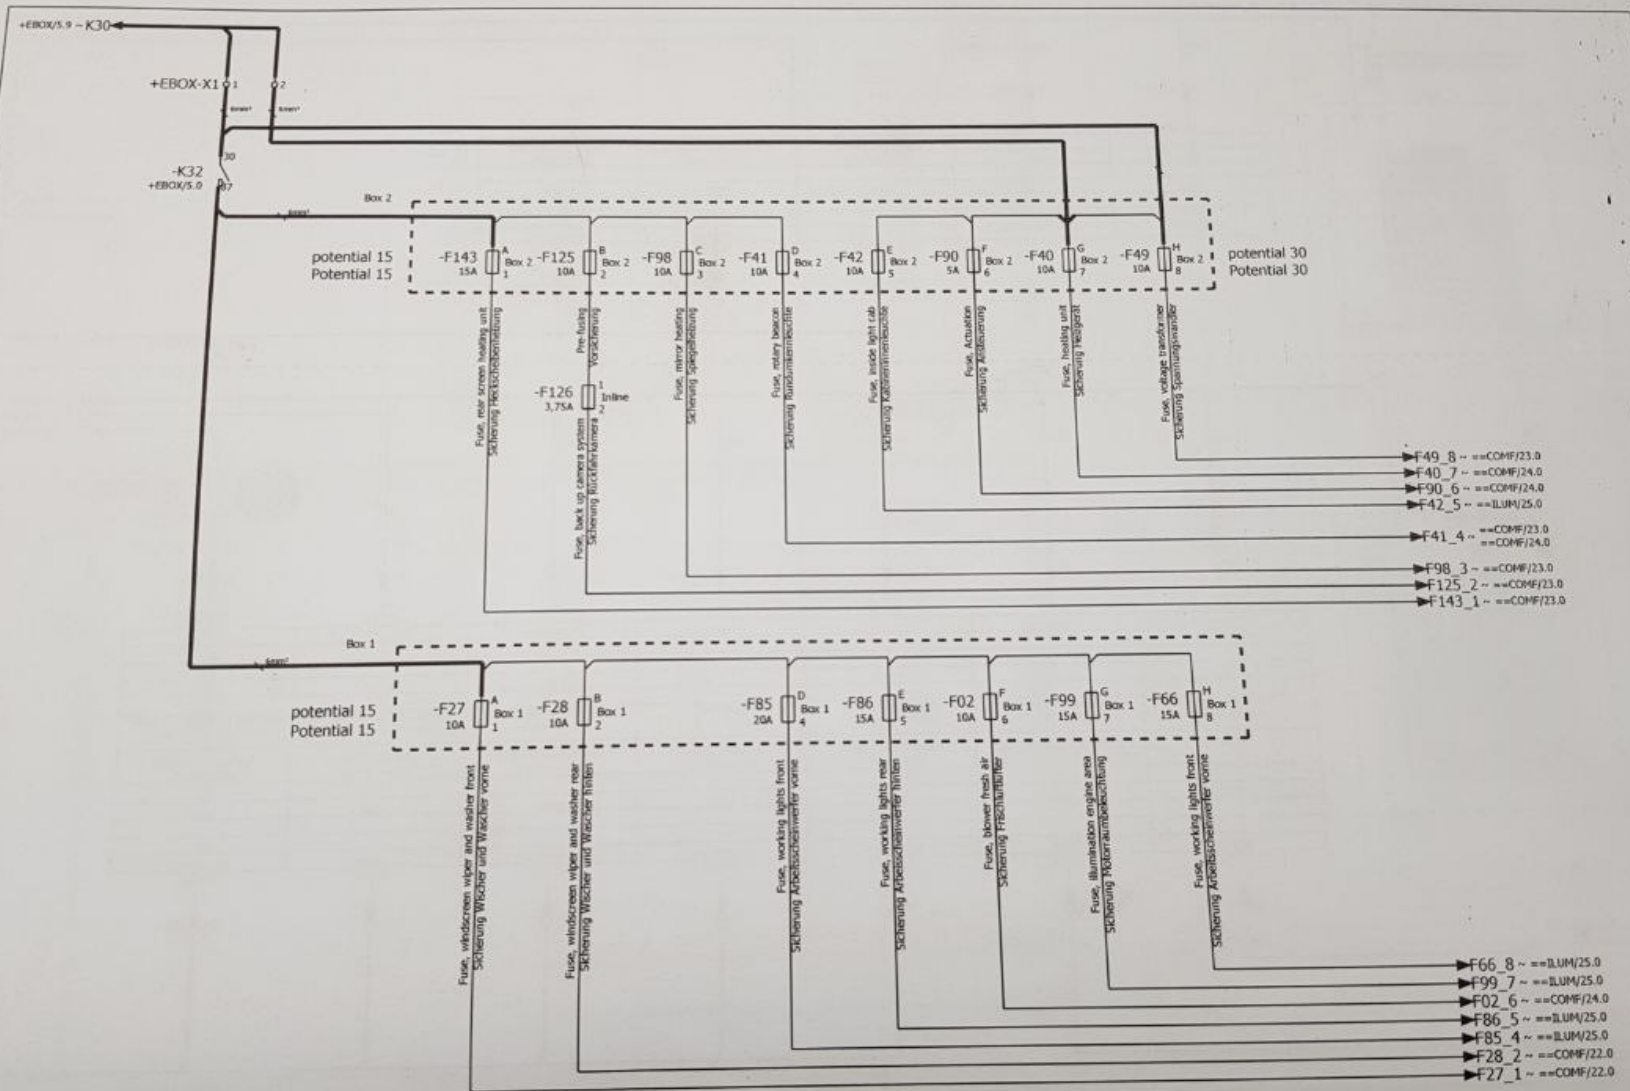 +EBOX/5.9 ~ K30
+EBOX-X1
1
2
6mm²
6mm²
30
-K32
+EBOX/5.0
87
Box 2
6mm²
potential 15
Potential 15
-F143
15A
A
Box 2
1
-F125
10A
B
Box 2
2
-F98
10A
C
Box 2
3
-F41
10A
D
Box 2
4
-F42
10A
E
Box 2
5
-F90
5A
F
Box 2
6
-F40
10A
G
Box 2
7
-F49
10A
H
Box 2
8
potential 30
Potential 30
Fuse, rear screen heating unit
Sicherung Heckscheibenheizung
Pre-fusing
Vorsicherung
-F126
3,75A
1
Inline
2
Fuse, back up camera system
Sicherung Rückfahrkamera
Fuse, mirror heating
Sicherung Spiegelheizung
Fuse, rotary beacon
Sicherung Rundumkennleuchte
Fuse, inside light cab
Sicherung Kabineninnenleuchte
Fuse, Actuation
Sicherung Ansteuerung
Fuse, heating unit
Sicherung Heizgerät
Fuse, voltage transformer
Sicherung Spannungswandler
F49_8 ~ ==COMF/23.0
F40_7 ~ ==COMF/24.0
F90_6 ~ ==COMF/24.0
F42_5 ~ ==ILUM/25.0
F41_4 ~ ==COMF/23.0
==COMF/24.0
F98_3 ~ ==COMF/23.0
F125_2 ~ ==COMF/23.0
F143_1 ~ ==COMF/23.0
Box 1
6mm²
potential 15
Potential 15
-F27
10A
A
Box 1
1
-F28
10A
B
Box 1
2
-F85
20A
D
Box 1
4
-F86
15A
E
Box 1
5
-F02
10A
F
Box 1
6
-F99
15A
G
Box 1
7
-F66
15A
H
Box 1
8
Fuse, windscreen wiper and washer front
Sicherung Wischer und Wascher vorne
Fuse, windscreen wiper and washer rear
Sicherung Wischer und Wascher hinten
Fuse, working lights front
Sicherung Arbeitsscheinwerfer vorne
Fuse, working lights rear
Sicherung Arbeitsscheinwerfer hinten
Fuse, blower fresh air
Sicherung Frischluftlüfter
Fuse, illumination engine area
Sicherung Motorraumbeleuchtung
Fuse, working lights front
Sicherung Arbeitsscheinwerfer vorne
F66_8 ~ ==ILUM/25.0
F99_7 ~ ==ILUM/25.0
F02_6 ~ ==COMF/24.0
F86_5 ~ ==ILUM/25.0
F85_4 ~ ==ILUM/25.0
F28_2 ~ ==COMF/22.0
F27_1 ~ ==COMF/22.0